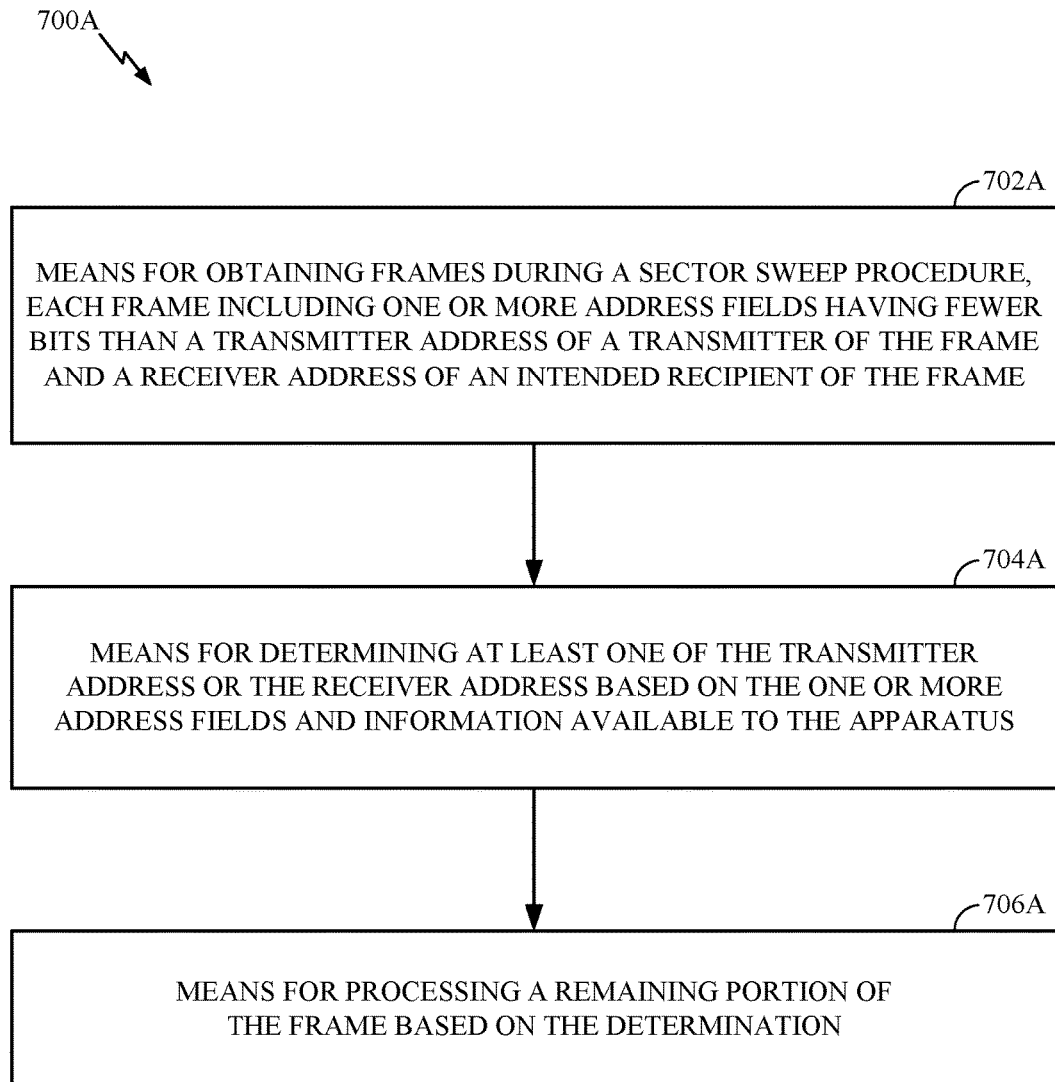 700A
702A
MEANS FOR OBTAINING FRAMES DURING A SECTOR SWEEP PROCEDURE,
EACH FRAME INCLUDING ONE OR MORE ADDRESS FIELDS HAVING FEWER
BITS THAN A TRANSMITTER ADDRESS OF A TRANSMITTER OF THE FRAME
AND A RECEIVER ADDRESS OF AN INTENDED RECIPIENT OF THE FRAME
704A
MEANS FOR DETERMINING AT LEAST ONE OF THE TRANSMITTER
ADDRESS OR THE RECEIVER ADDRESS BASED ON THE ONE OR MORE
ADDRESS FIELDS AND INFORMATION AVAILABLE TO THE APPARATUS
706A
MEANS FOR PROCESSING A REMAINING PORTION OF
THE FRAME BASED ON THE DETERMINATION